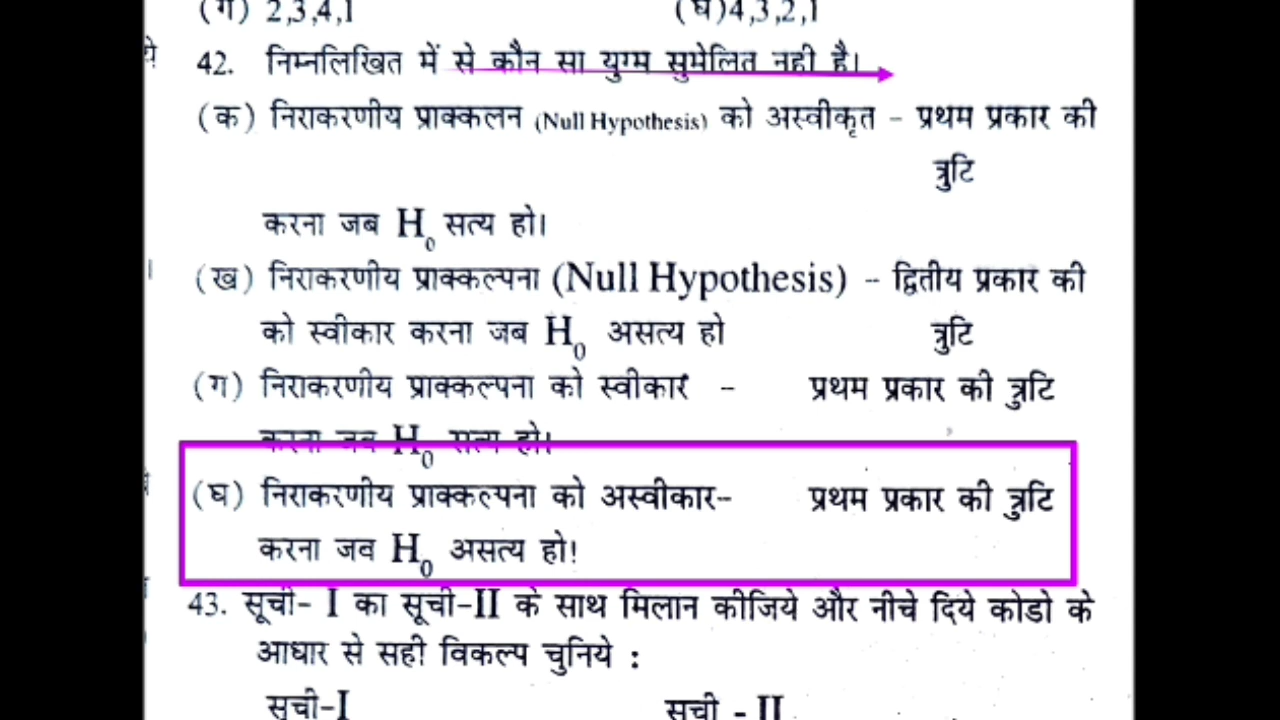 (ग) 2,3,4,1 (घ)4,3,2,1
42. निम्नलिखित में से कौन सा युग्म सुमेलित नही है।
(क) निराकरणीय प्राक्कलन (Null Hypothesis) को अस्वीकृत – प्रथम प्रकार की
त्रुटि
करना जब H₀ सत्य हो।
(ख) निराकरणीय प्राक्कल्पना (Null Hypothesis) – द्वितीय प्रकार की
को स्वीकार करना जब H₀ असत्य हो त्रुटि
(ग) निराकरणीय प्राक्कल्पना को स्वीकार – प्रथम प्रकार की त्रुटि
करना जब H₀ सत्य हो।
(घ) निराकरणीय प्राक्कल्पना को अस्वीकार– प्रथम प्रकार की त्रुटि
करना जव H₀ असत्य हो!
43. सूची- I का सूची-II के साथ मिलान कीजिये और नीचे दिये कोडो के
आधार से सही विकल्प चुनिये :
सूची-I सूची - II